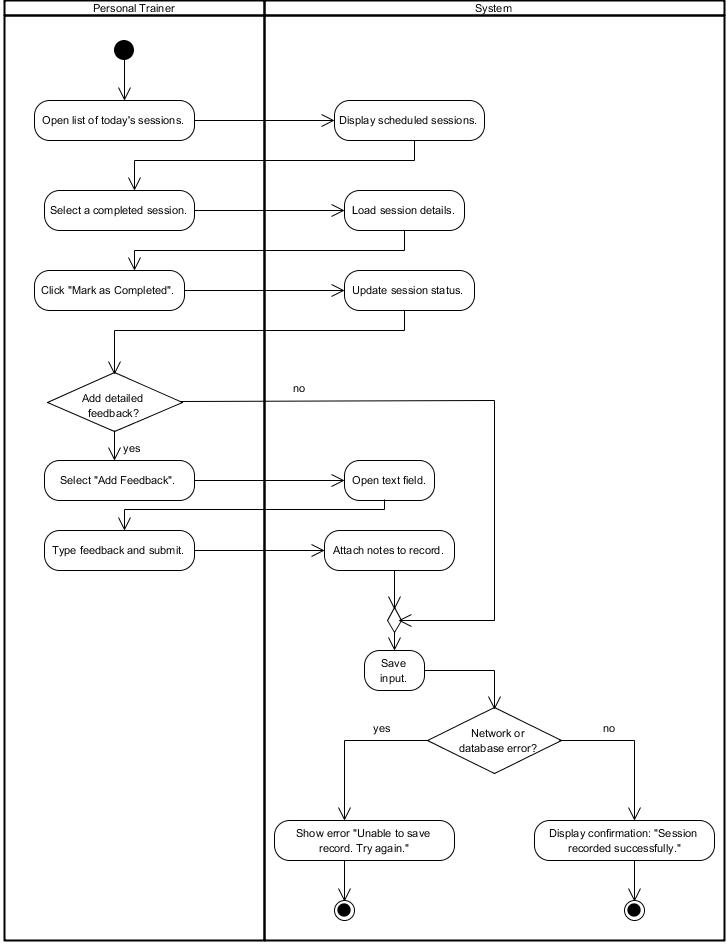 Personal Trainer
System
Open list of today's sessions.
Display scheduled sessions.
Select a completed session.
Load session details.
Click "Mark as Completed".
Update session status.
Add detailed
feedback?
no
yes
Select "Add Feedback".
Open text field.
Type feedback and submit.
Attach notes to record.
Save
input.
Network or
database error?
yes
no
Show error "Unable to save
record. Try again."
Display confirmation: "Session
recorded successfully."